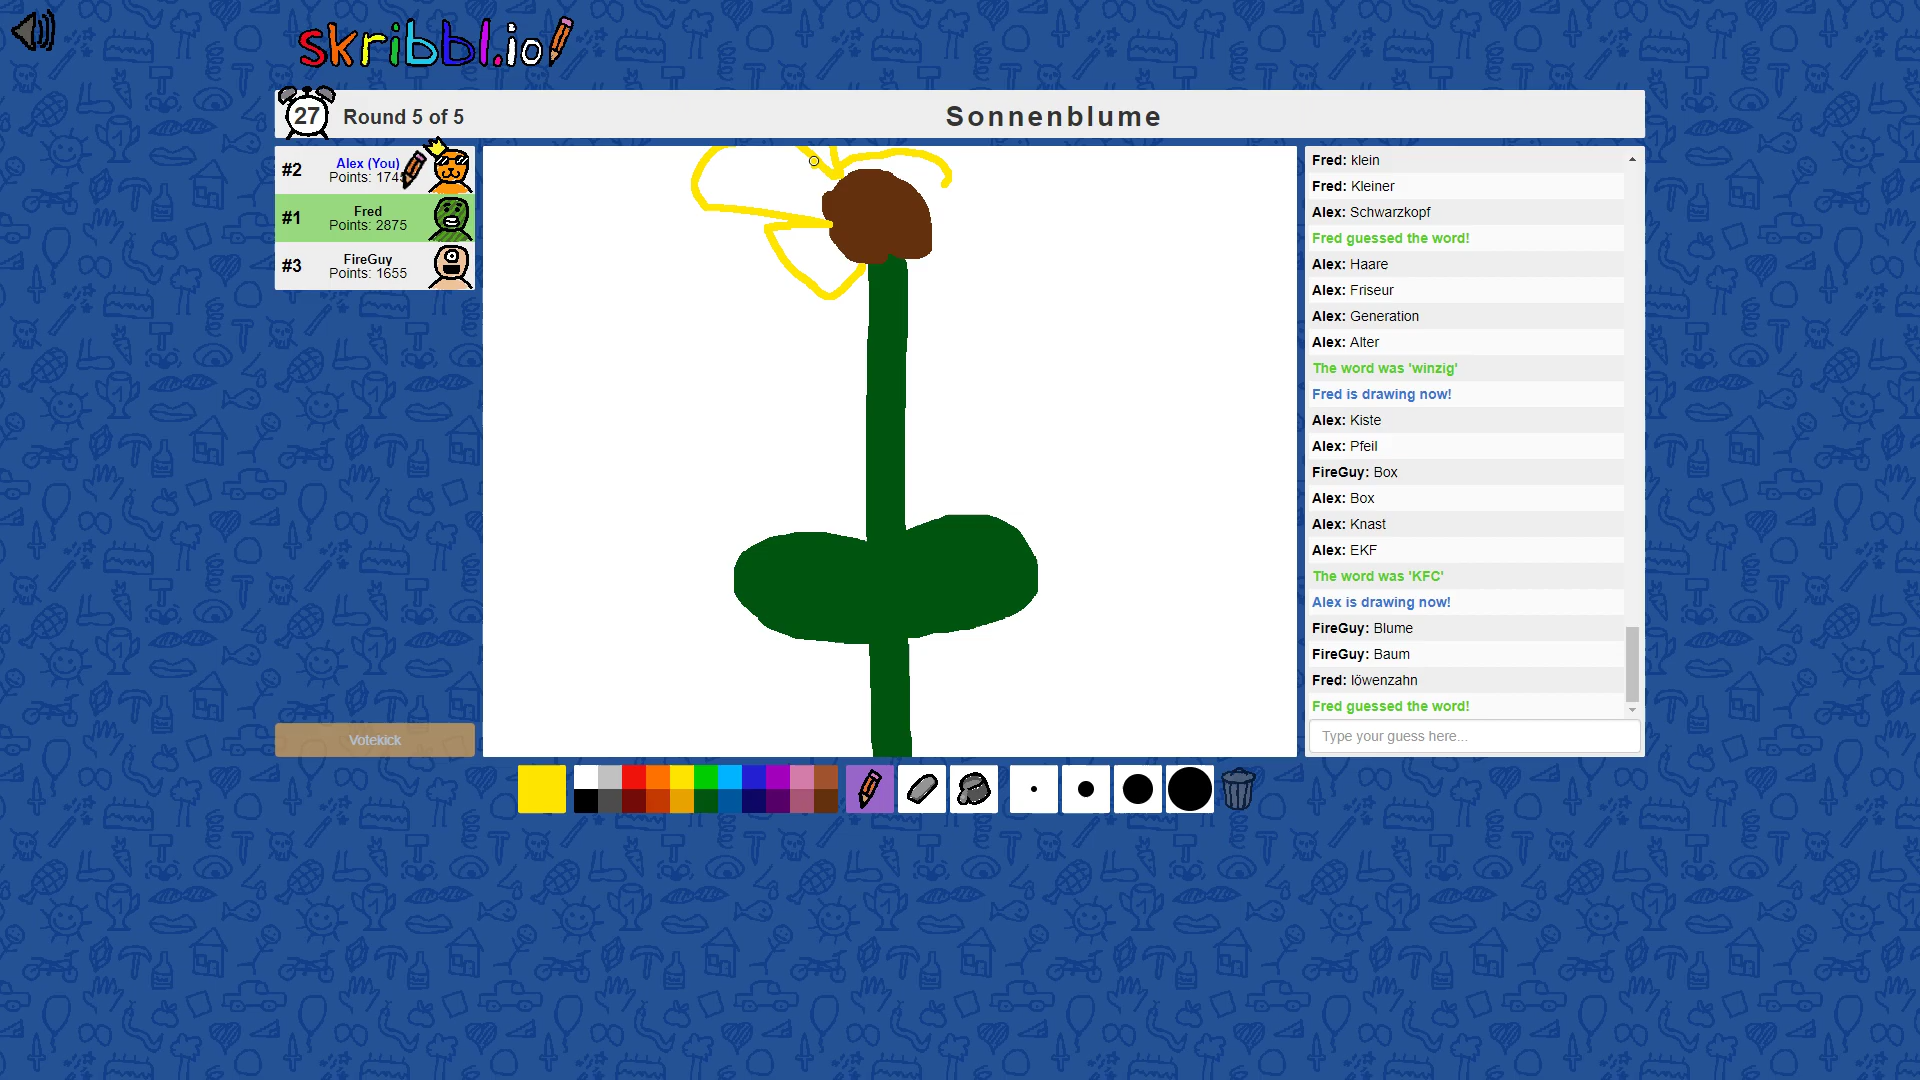 skribbl.io
27
Round 5 of 5
Sonnenblume
#2
Alex (You)
Points: 1745
#1
Fred
Points: 2875
#3
FireGuy
Points: 1655
Votekick
Fred: klein
Fred: Kleiner
Alex: Schwarzkopf
Fred guessed the word!
Alex: Haare
Alex: Friseur
Alex: Generation
Alex: Alter
The word was 'winzig'
Fred is drawing now!
Alex: Kiste
Alex: Pfeil
FireGuy: Box
Alex: Box
Alex: Knast
Alex: EKF
The word was 'KFC'
Alex is drawing now!
FireGuy: Blume
FireGuy: Baum
Fred: löwenzahn
Fred guessed the word!
Type your guess here...